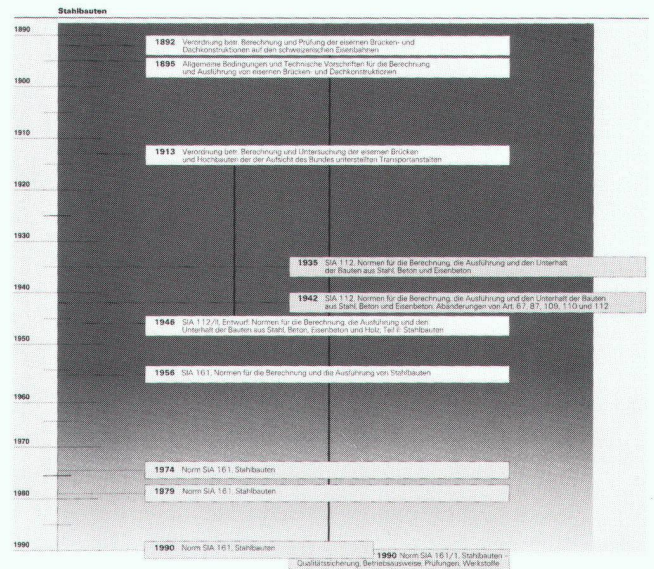 Stahlbauten
1890
1892 Verordnung betr. Berechnung und Prüfung der eisernen Brücken- und
Dachkonstruktionen auf den schweizerischen Eisenbahnen
1895 Allgemeine Bedingungen und Technische Vorschriften für die Berechnung
und Ausführung von eisernen Brücken- und Dachkonstruktionen
1900
1910
1913 Verordnung betr. Berechnung und Untersuchung der eisernen Brücken
und Hochbauten der der Aufsicht des Bundes unterstellten Transportanstalten
1920
1930
1935 SIA 112, Normen für die Berechnung, die Ausführung und den Unterhalt
der Bauten aus Stahl, Beton und Eisenbeton
1940
1942 SIA 112, Normen für die Berechnung, die Ausführung und den Unterhalt der Bauten
aus Stahl, Beton und Eisenbeton, Abänderungen von Art. 67, 87, 109, 110 und 112
1946 SIA 112/II, Entwurf, Normen für die Berechnung, die Ausführung und den
Unterhalt der Bauten aus Stahl, Beton, Eisenbeton und Holz, Teil II: Stahlbauten
1950
1956 SIA 161, Normen für die Berechnung und die Ausführung von Stahlbauten
1960
1970
1974 Norm SIA 161, Stahlbauten
1979 Norm SIA 161, Stahlbauten
1980
1990
1990 Norm SIA 161, Stahlbauten
1990 Norm SIA 161/1, Stahlbauten -
Qualitätssicherung, Betriebsausweise, Prüfungen, Werkstoffe